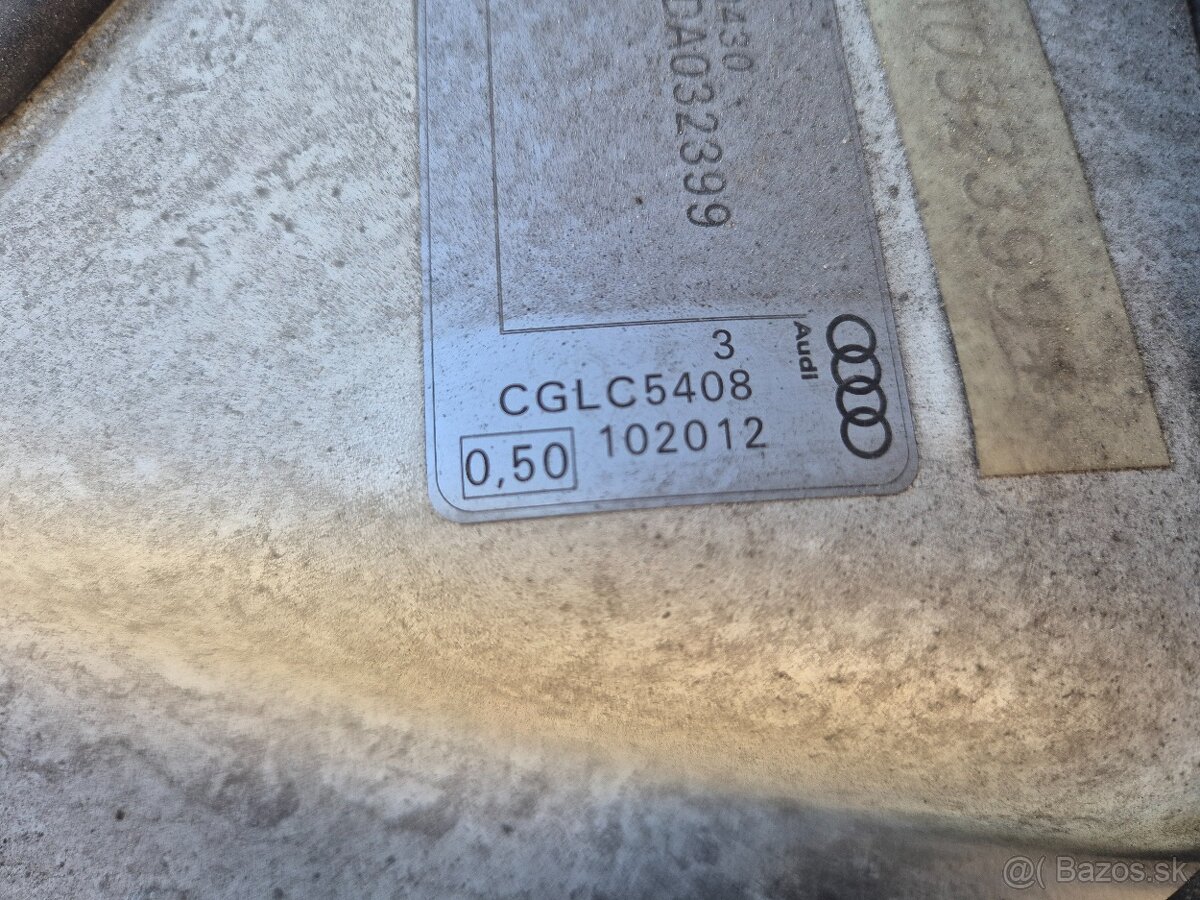 DA032399
3
CGLC5408
102012
0,50
Audi
@( Bazos.sk